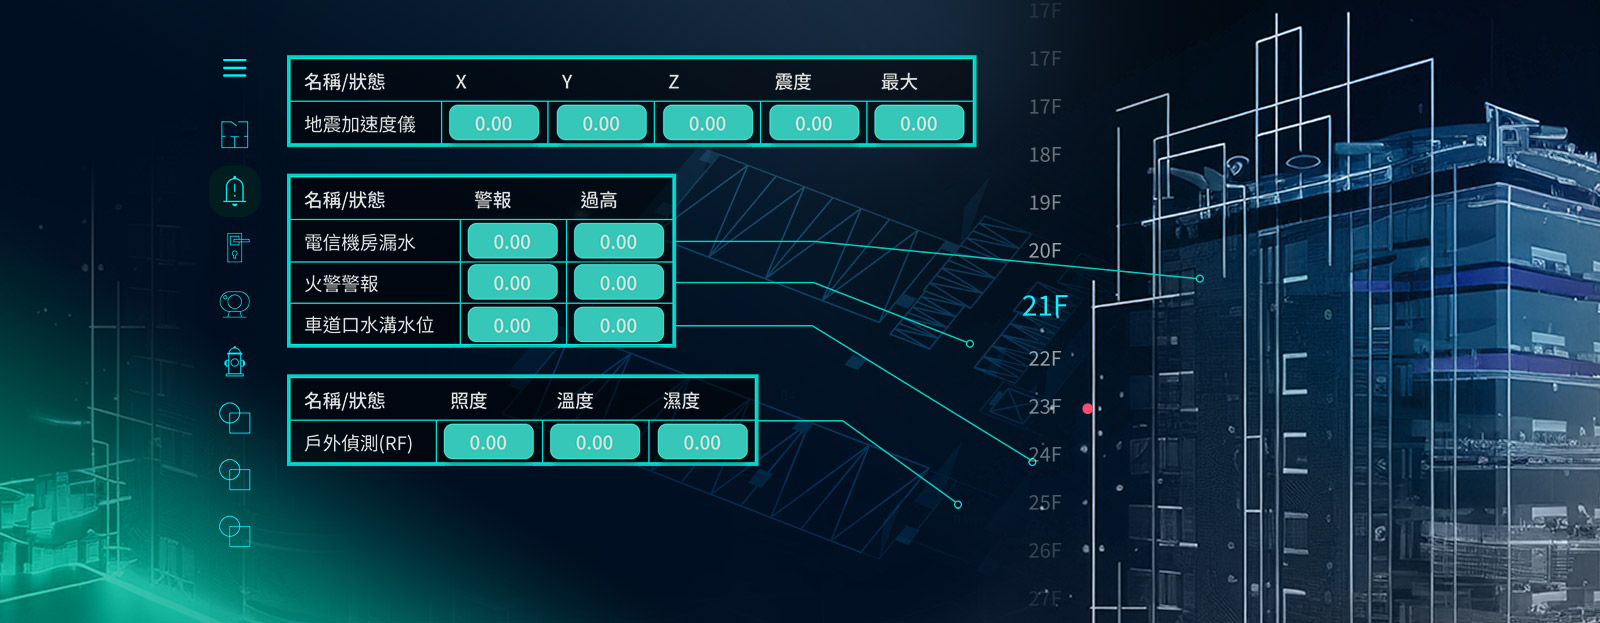 名稱/狀態 X Y Z 震度 最大
地震加速度儀 0.00 0.00 0.00 0.00 0.00
名稱/狀態 警報 過高
電信機房漏水 0.00 0.00
火警警報 0.00 0.00
車道口水溝水位 0.00 0.00
名稱/狀態 照度 溫度 濕度
戶外偵測(RF) 0.00 0.00 0.00
17F
17F
17F
18F
19F
20F
21F
22F
23F
24F
25F
26F
27F